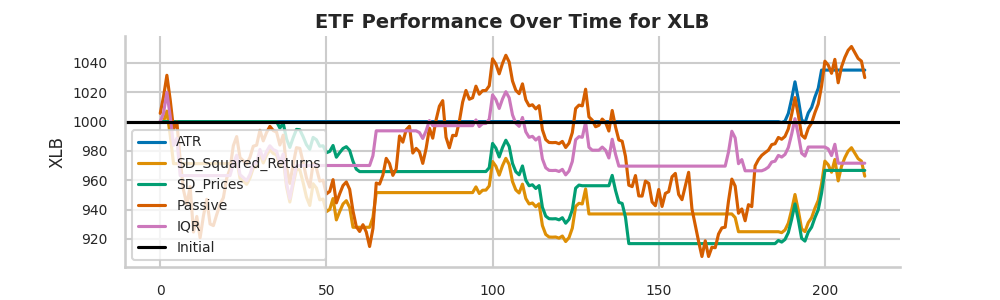 ETF Performance Over Time for XLB
XLB
1040
1020
1000
980
960
940
920
ATR
SD_Squared_Returns
SD_Prices
Passive
IQR
Initial
0
50
100
150
200